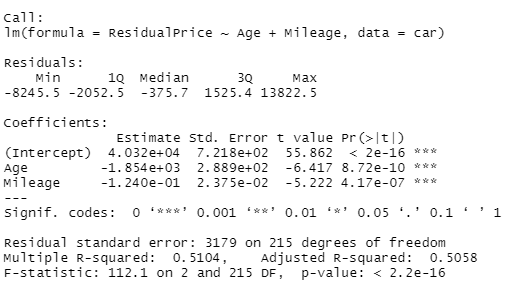 Call:
lm(formula = ResidualPrice ~ Age + Mileage, data = car)
Residuals:
Min 1Q Median 3Q Max
-8245.5 -2052.5 -375.7 1525.4 13822.5
Coefficients:
Estimate Std. Error t value Pr(>|t|)
(Intercept) 4.032e+04 7.218e+02 55.862 < 2e-16 ***
Age -1.854e+03 2.889e+02 -6.417 8.72e-10 ***
Mileage -1.240e-01 2.375e-02 -5.222 4.17e-07 ***
---
Signif. codes: 0 ‘***’ 0.001 ‘**’ 0.01 ‘*’ 0.05 ‘.’ 0.1 ‘ ’ 1
Residual standard error: 3179 on 215 degrees of freedom
Multiple R-squared: 0.5104, Adjusted R-squared: 0.5058
F-statistic: 112.1 on 2 and 215 DF, p-value: < 2.2e-16